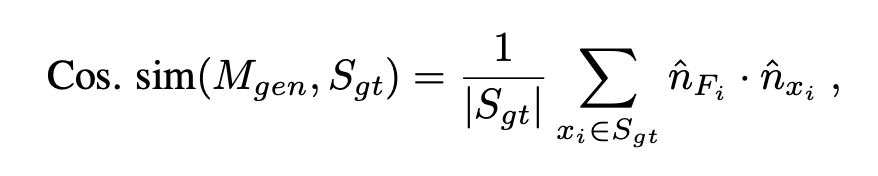 Cos. sim(M_{gen}, S_{gt}) = \frac{1}{|S_{gt}|} \sum_{x_i \in S_{gt}} \hat{n}_{F_i} \cdot \hat{n}_{x_i} ,